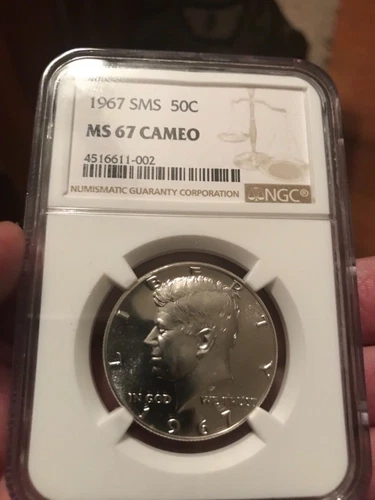 1967 SMS 50C
MS 67 CAMEO
4516611-002
NUMISMATIC GUARANTY CORPORATION NGC®
LIBERTY
IN GOD WE TRUST
1967